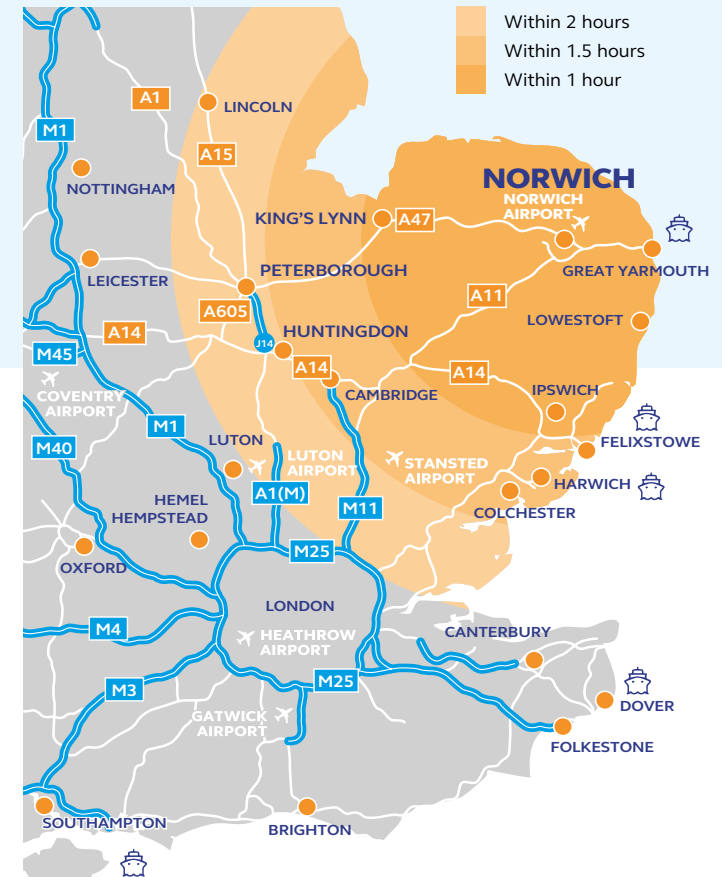 Within 2 hours
Within 1.5 hours
Within 1 hour
A1
LINCOLN
M1
A15
NOTTINGHAM
NORWICH
NORWICH
AIRPORT
KING'S LYNN
A47
GREAT YARMOUTH
LEICESTER
PETERBOROUGH
A11
A605
LOWESTOFT
A14
HUNTINGDON
J14
M45
A14
A14
COVENTRY
AIRPORT
CAMBRIDGE
IPSWICH
M1
M40
LUTON
FELIXSTOWE
LUTON
AIRPORT
STANSTED
AIRPORT
HARWICH
A1(M)
HEMEL
HEMPSTEAD
M11
COLCHESTER
M25
OXFORD
LONDON
M4
HEATHROW
AIRPORT
CANTERBURY
M3
M25
DOVER
GATWICK
AIRPORT
FOLKESTONE
SOUTHAMPTON
BRIGHTON